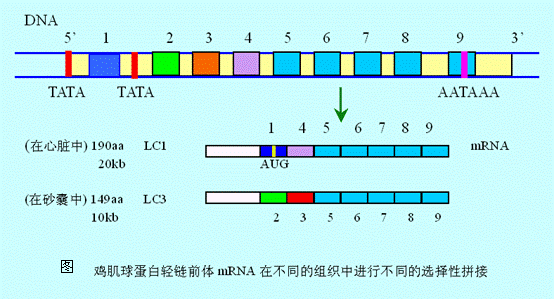 DNA
5’ 1 2 3 4 5 6 7 8 9 3’
TATA TATA AATAAA
1 4 5 6 7 8 9
(在心脏中) 190aa LC1 mRNA
20kb AUG
(在砂囊中) 149aa LC3
10kb 2 3 5 6 7 8 9
图 鸡肌球蛋白轻链前体 mRNA 在不同的组织中进行不同的选择性拼接